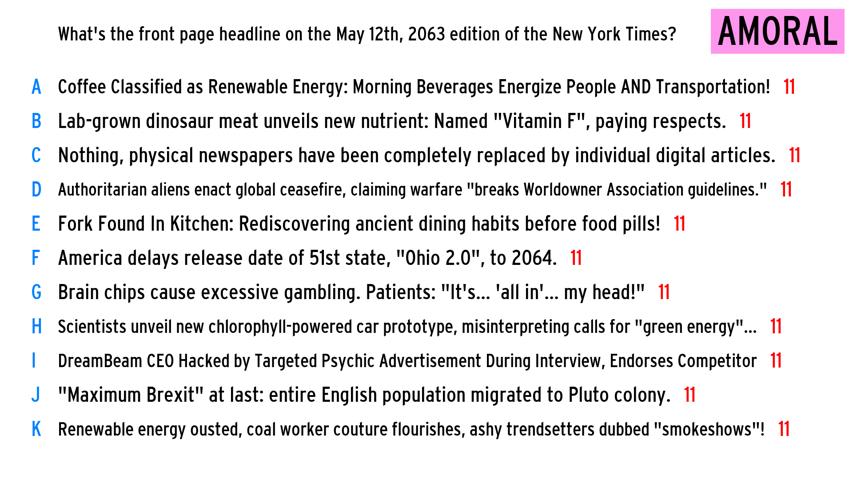 What's the front page headline on the May 12th, 2063 edition of the New York Times?
AMORAL
A Coffee Classified as Renewable Energy: Morning Beverages Energize People AND Transportation! 11
B Lab-grown dinosaur meat unveils new nutrient: Named "Vitamin F", paying respects. 11
C Nothing, physical newspapers have been completely replaced by individual digital articles. 11
D Authoritarian aliens enact global ceasefire, claiming warfare "breaks Worldowner Association guidelines." 11
E Fork Found In Kitchen: Rediscovering ancient dining habits before food pills! 11
F America delays release date of 51st state, "Ohio 2.0", to 2064. 11
G Brain chips cause excessive gambling. Patients: "It's... 'all in'... my head!" 11
H Scientists unveil new chlorophyll-powered car prototype, misinterpreting calls for "green energy"... 11
I DreamBeam CEO Hacked by Targeted Psychic Advertisement During Interview, Endorses Competitor 11
J "Maximum Brexit" at last: entire English population migrated to Pluto colony. 11
K Renewable energy ousted, coal worker couture flourishes, ashy trendsetters dubbed "smokeshows"! 11